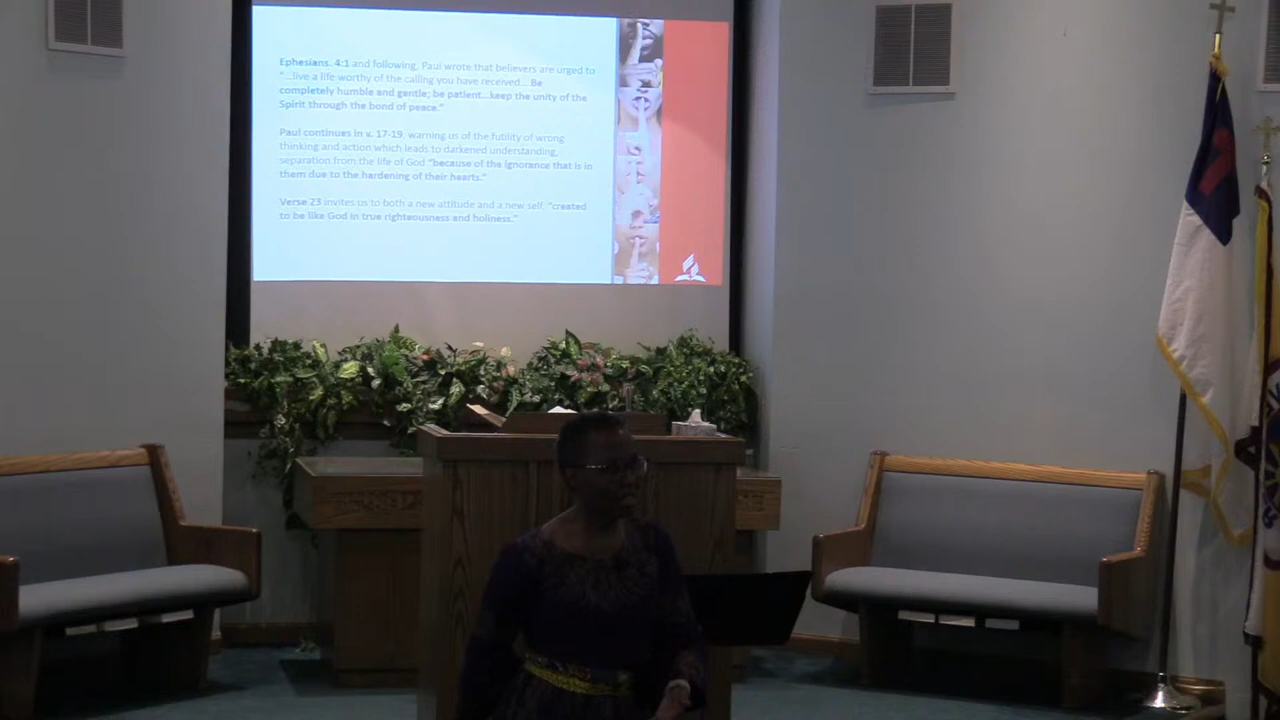 Ephesians. 4:1 and following, Paul wrote that believers are urged to
"...live a life worthy of the calling you have received... Be
completely humble and gentle; be patient...keep the unity of the
Spirit through the bond of peace."
Paul continues in v. 17-19, warning us of the futility of wrong
thinking and action which leads to darkened understanding,
separation from the life of God "because of the ignorance that is in
them due to the hardening of their hearts."
Verse 23 invites us to both a new attitude and a new self, "created
to be like God in true righteousness and holiness."